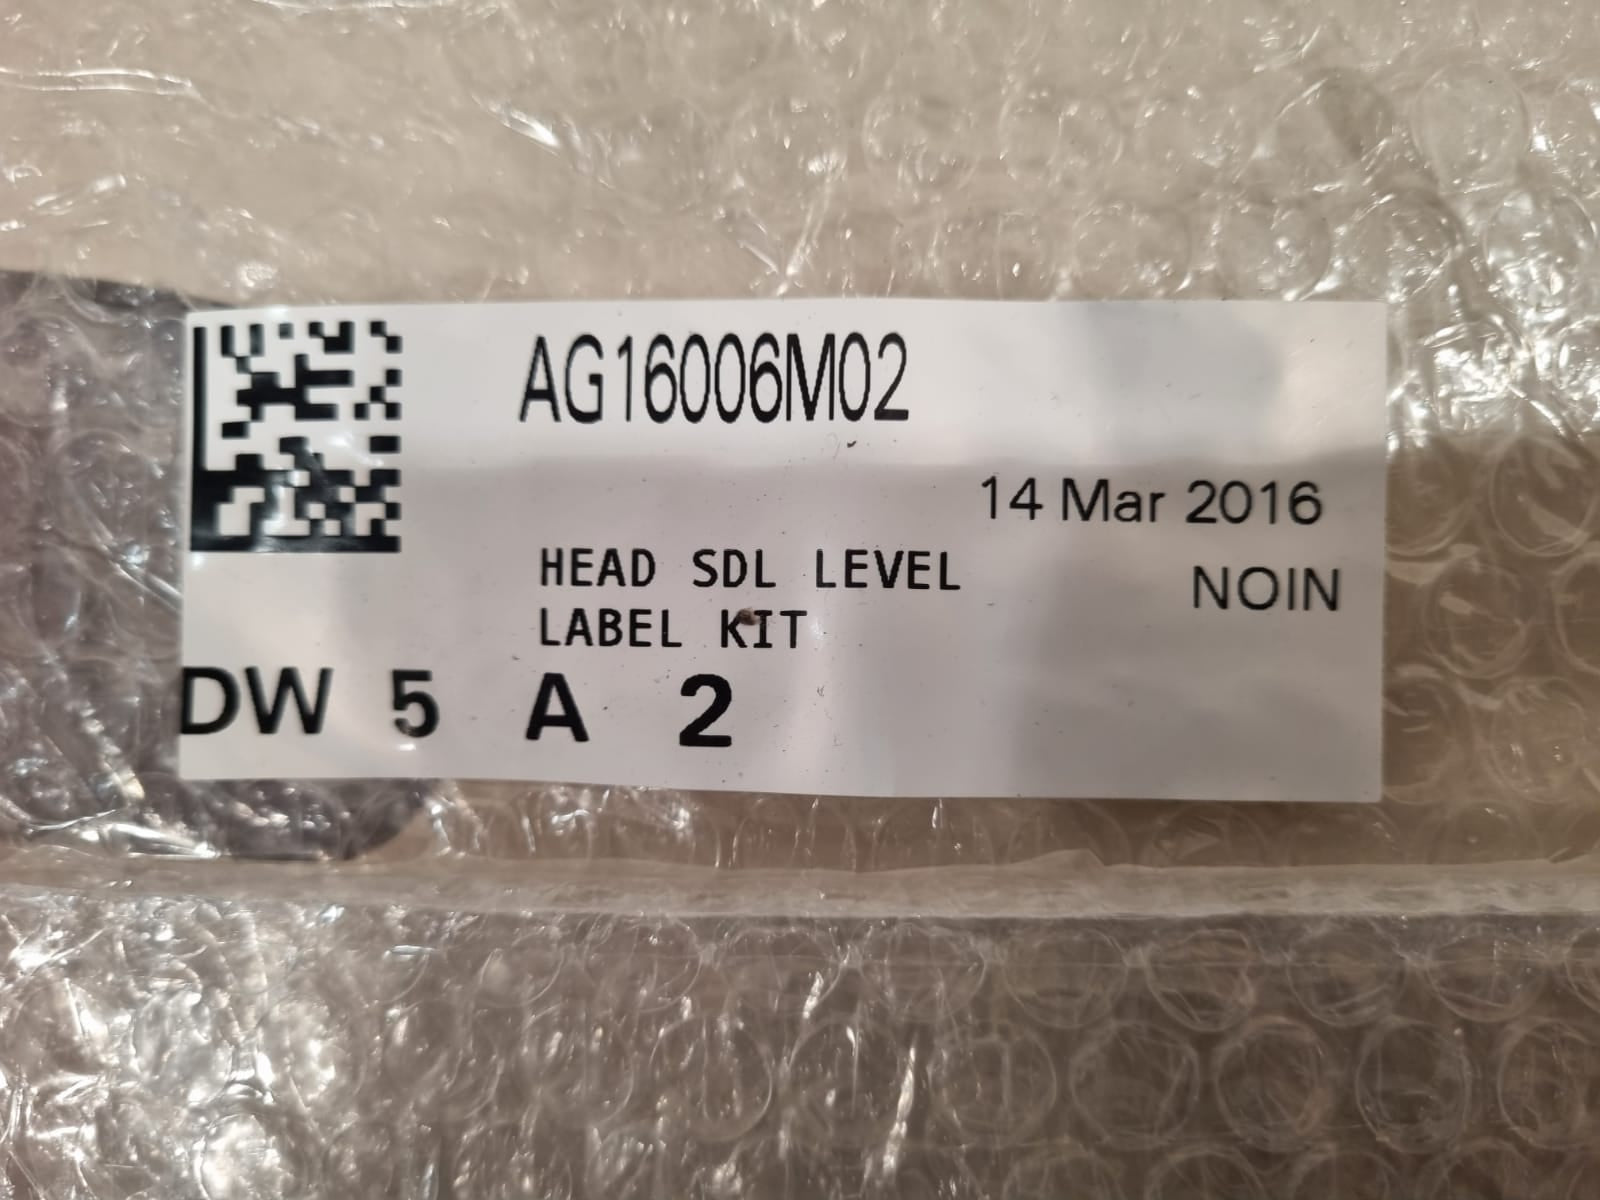 AG16006M02
14 Mar 2016
HEAD SDL LEVEL
NOIN
LABEL KIT
DW 5 A 2